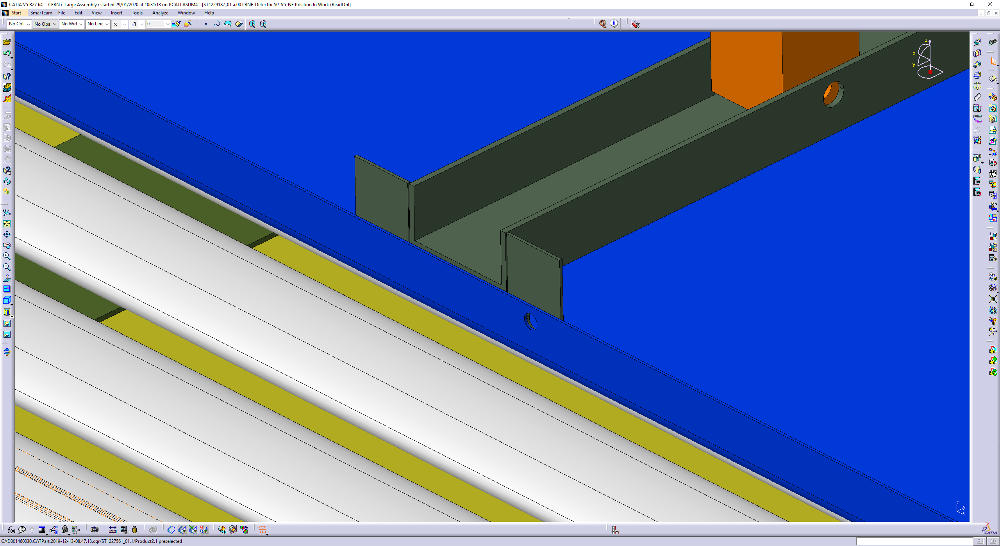 CATIA V5 R27 64 - CERN : Large Assembly : started 29/01/2020 at 10:31:13 on PCATLASDM4 - [ST1229187_01 a.00 LBNF-Detector SP-V5-NE Position In Work (ReadOnl]
Start SmarTeam File Edit View Insert Tools Analyze Window Help
No Col No Opa No Wid No Line 0
z
x
y
z
y
x
f(x)
DS
CATIA
CAD001460030.CATPart.2019-12-13-08.47.13.cgr/ST1227561_01.1/Product2.1 preselected